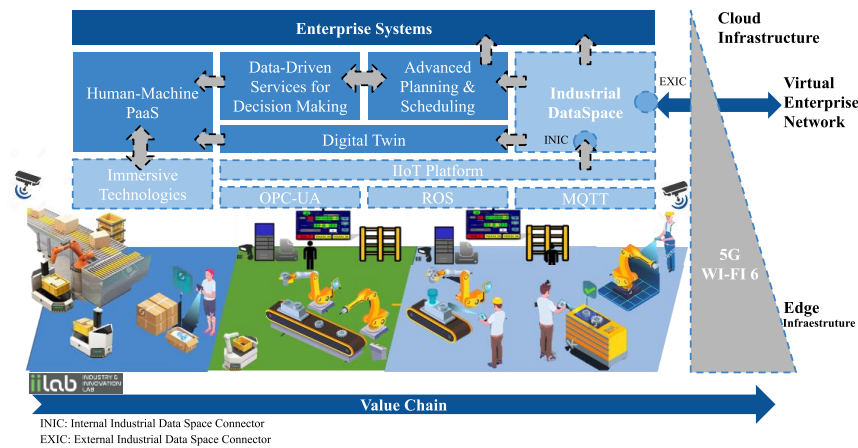 Enterprise Systems
Cloud
Infrastructure
Human-Machine
PaaS
Data-Driven
Services for
Decision Making
Advanced
Planning &
Scheduling
Industrial
DataSpace
EXIC
Virtual
Enterprise
Network
Digital Twin
INIC
Immersive
Technologies
IIoT Platform
OPC-UA
ROS
MQTT
5G
WI-FI 6
Edge
Infraestruture
iilab
INDUSTRY &
INNOVATION
LAB
Value Chain
INIC: Internal Industrial Data Space Connector
EXIC: External Industrial Data Space Connector